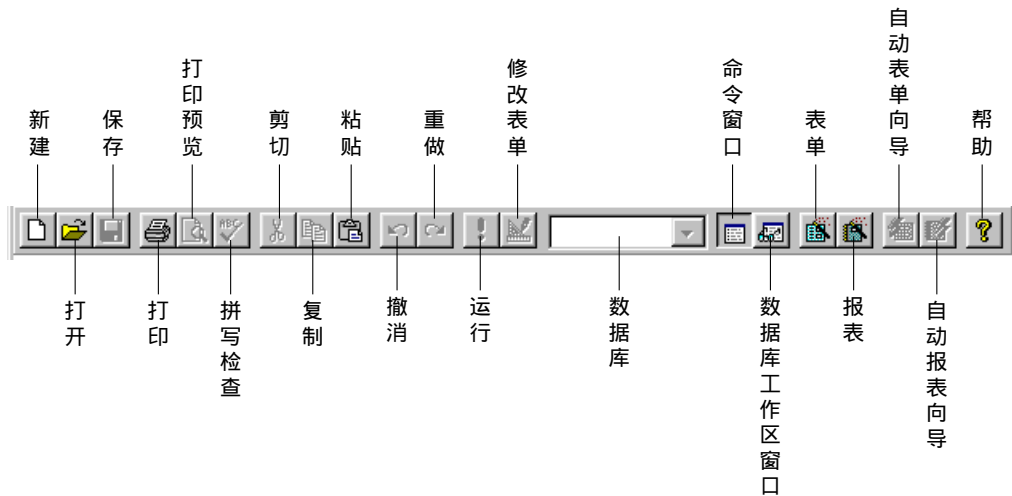 新建
保存
打印预览
剪切
粘贴
重做
修改表单
命令窗口
表单
自动表单向导
帮助
ABC
打开
打印
拼写检查
复制
撤消
运行
数据库
数据库工作区窗口
报表
自动报表向导